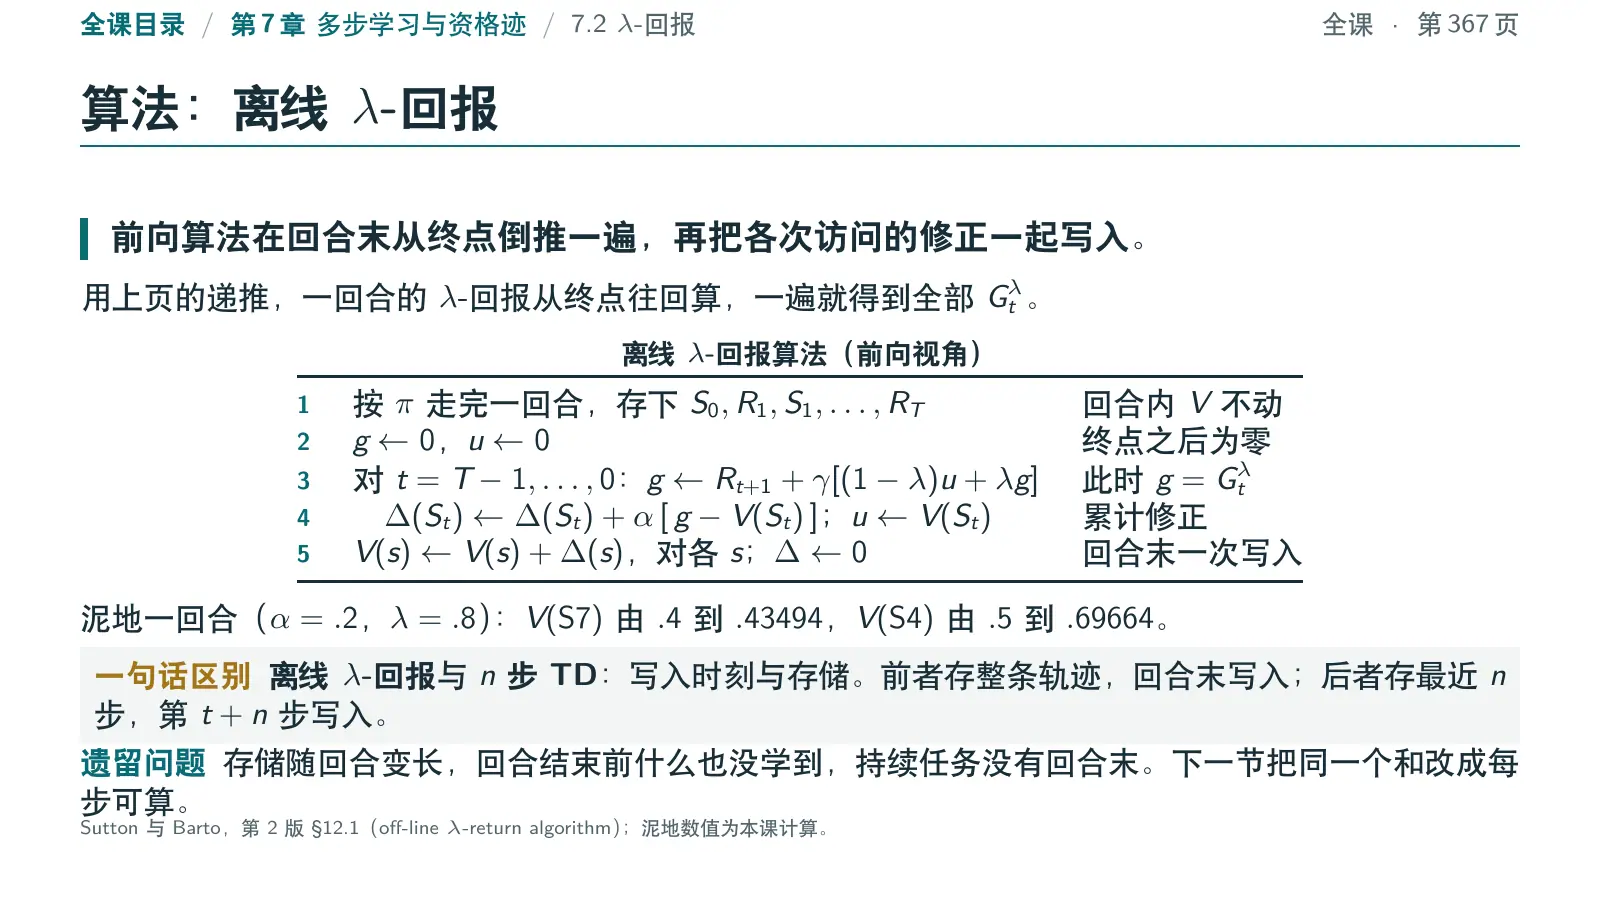 全课目录 / 第 7 章 多步学习与资格迹 / 7.2 λ-回报
全课 · 第 367 页
算法：离线 λ-回报
前向算法在回合末从终点倒推一遍，再把各次访问的修正一起写入。
用上页的递推，一回合的 λ-回报从终点往回算，一遍就得到全部 G_t^λ。
离线 λ-回报算法（前向视角）
1 按 π 走完一回合，存下 S_0, R_1, S_1, . . . , R_T 回合内 V 不动
2 g ← 0，u ← 0 终点之后为零
3 对 t = T − 1, . . . , 0：g ← R_{t+1} + γ[(1 − λ)u + λg] 此时 g = G_t^λ
4 Δ(S_t) ← Δ(S_t) + α [ g − V(S_t) ]；u ← V(S_t) 累计修正
5 V(s) ← V(s) + Δ(s)，对各 s；Δ ← 0 回合末一次写入
泥地一回合（α = .2，λ = .8）：V(S7) 由 .4 到 .43494，V(S4) 由 .5 到 .69664。
一句话区别 离线 λ-回报与 n 步 TD：写入时刻与存储。前者存整条轨迹，回合末写入；后者存最近 n
步，第 t + n 步写入。
遗留问题 存储随回合变长，回合结束前什么也没学到，持续任务没有回合末。下一节把同一个和改成每
步可算。
Sutton 与 Barto，第 2 版 §12.1（off-line λ-return algorithm）；泥地数值为本课计算。